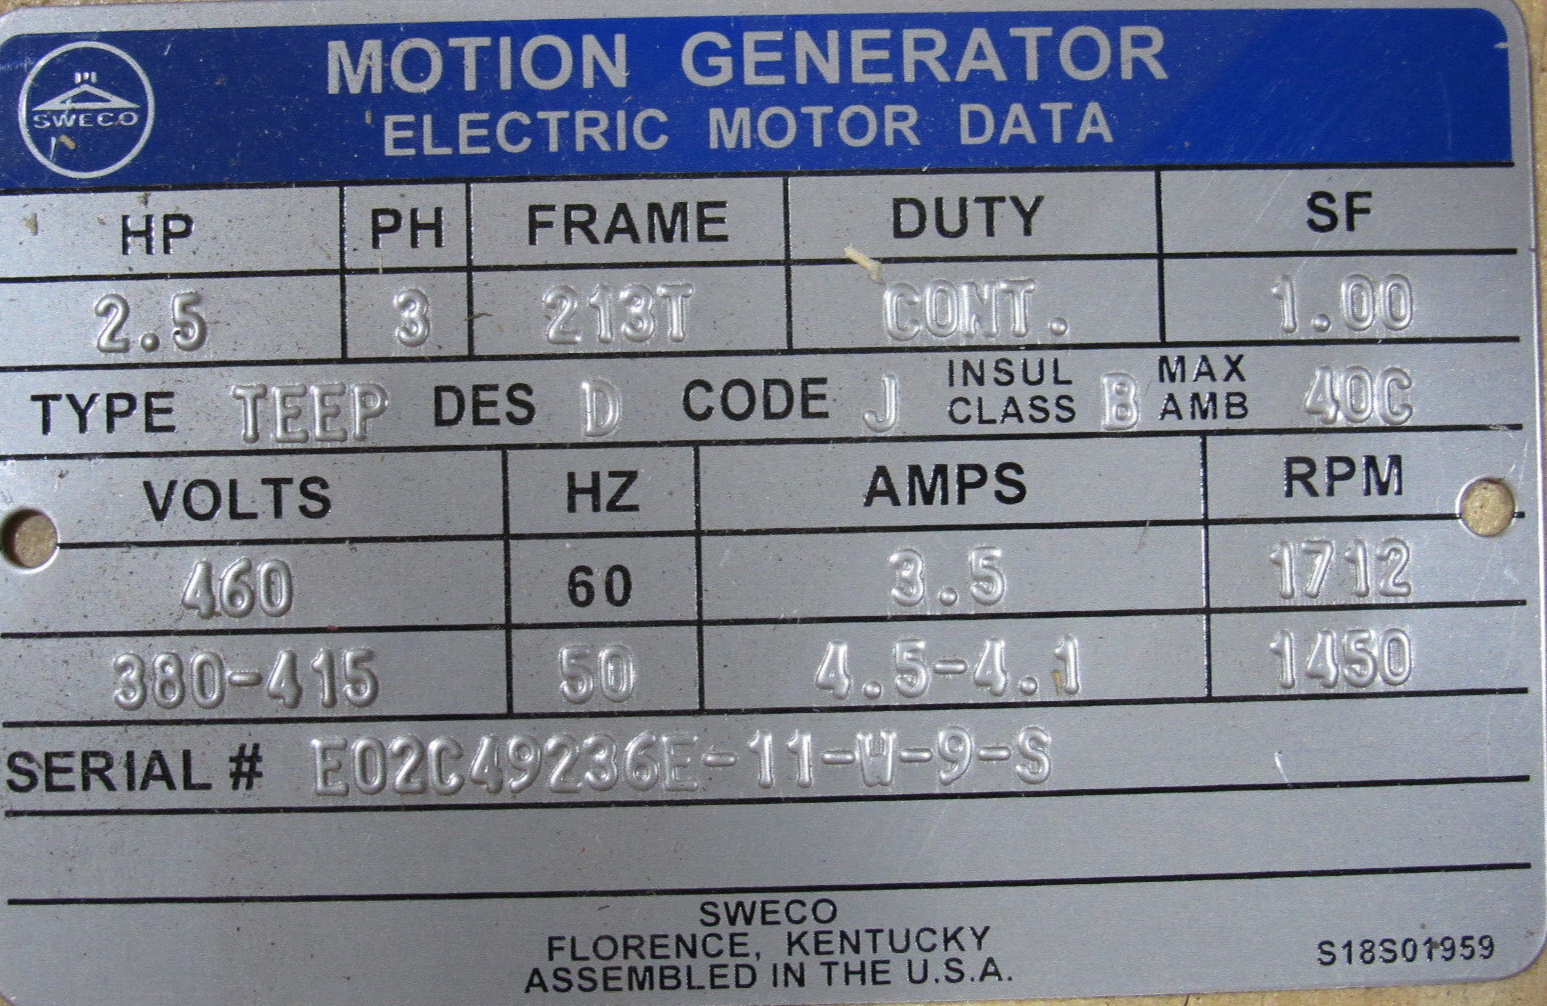 SWECO
MOTION GENERATOR
ELECTRIC MOTOR DATA
HP PH FRAME DUTY SF
2.5 3 213T CONT. 1.00
TYPE TEEP DES D CODE J INSUL CLASS B MAX AMB 40C
VOLTS HZ AMPS RPM
460 60 3.5 1712
380-415 50 4.5-4.1 1450
SERIAL # E02C49236E-11-W-9-S
SWECO
FLORENCE, KENTUCKY
ASSEMBLED IN THE U.S.A.
S18S01959